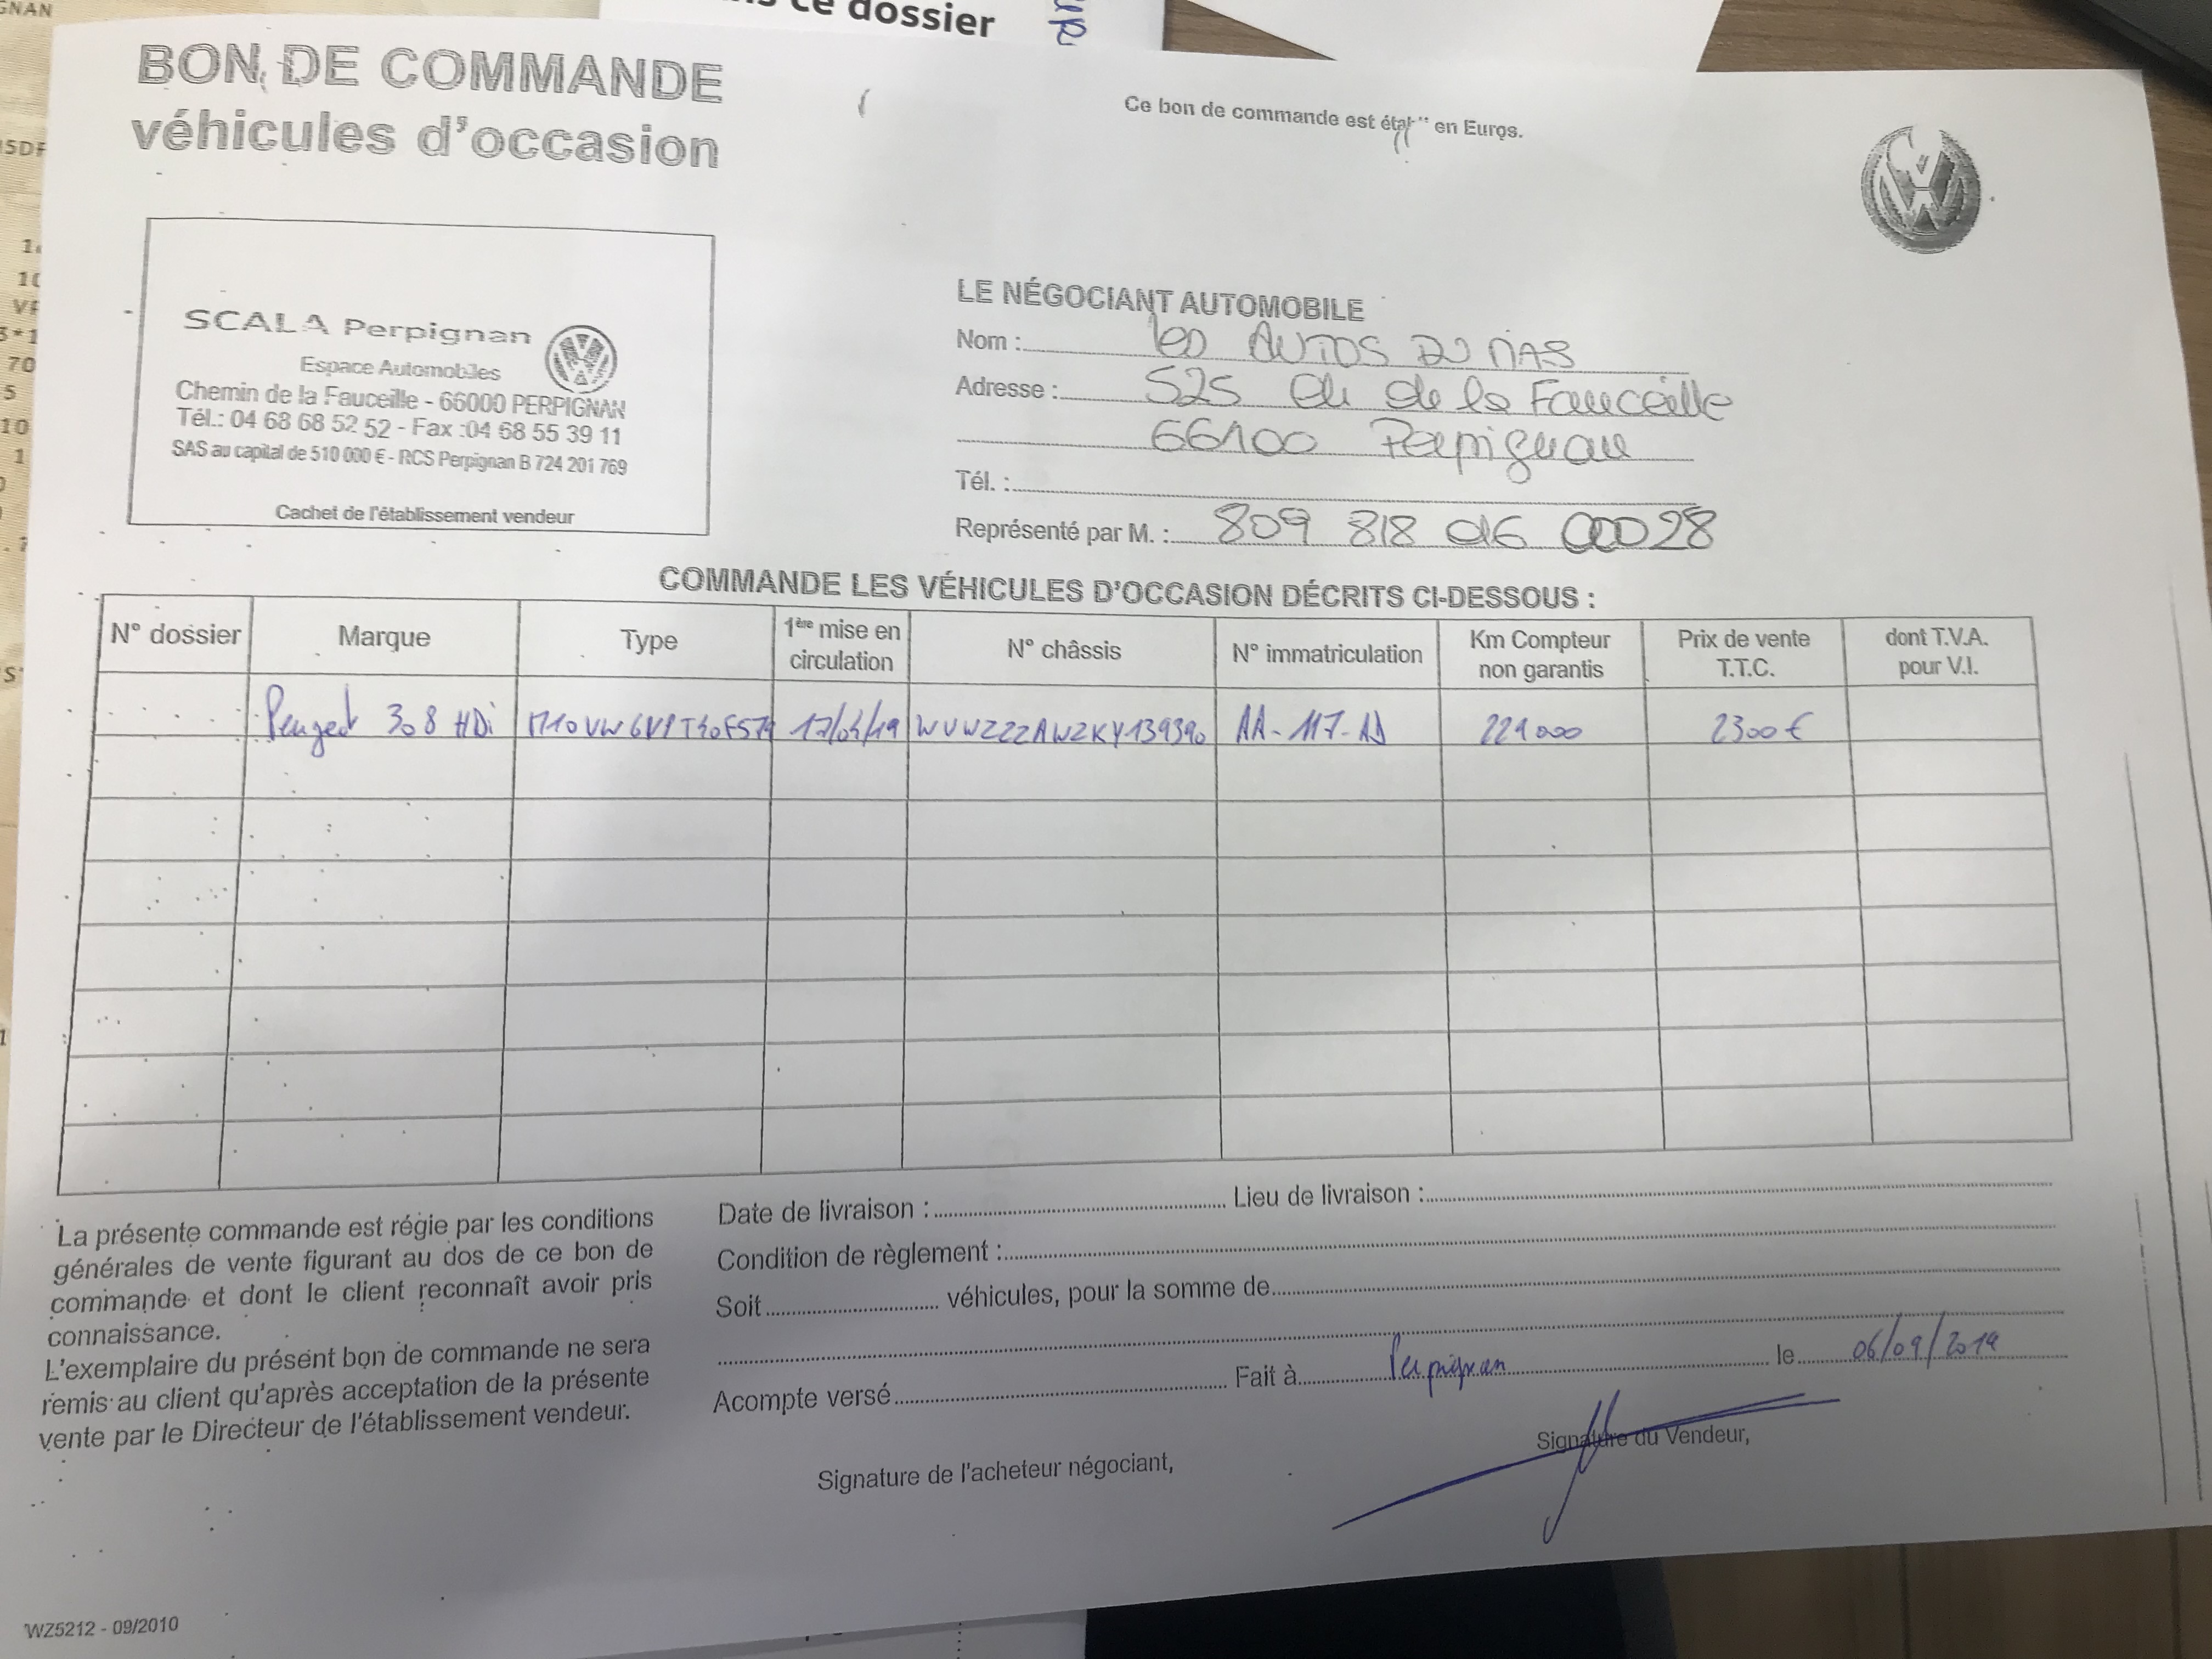 GNAN
ce dossier
BON DE COMMANDE
véhicules d'occasion
Ce bon de commande est établi en Euros.
SCALA Perpignan
Espace Automobiles
Chemin de la Fauceille - 66000 PERPIGNAN
Tél.: 04 68 68 52 52 - Fax :04 68 55 39 11
SAS au capital de 510 000 € - RCS Perpignan B 724 201 769
Cachet de l'établissement vendeur
LE NÉGOCIANT AUTOMOBILE
Nom : les AUTOS DU MAS
Adresse : 525 ch de la Fauceille
66100 Perpignan
Tél. :
Représenté par M. : 809 818 016 00028
COMMANDE LES VÉHICULES D'OCCASION DÉCRITS CI-DESSOUS :
N° dossier Marque Type 1ère mise en circulation N° châssis N° immatriculation Km Compteur non garantis Prix de vente T.T.C. dont T.V.A. pour V.I.
Peugeot 308 HDi WVWZZZAWZKY139390 AA-117-AD 221000 2300€
La présente commande est régie par les conditions
générales de vente figurant au dos de ce bon de
commande et dont le client reconnaît avoir pris
connaissance.
L'exemplaire du présent bon de commande ne sera
remis au client qu'après acceptation de la présente
vente par le Directeur de l'établissement vendeur.
Date de livraison : Lieu de livraison :
Condition de règlement :
Soit véhicules, pour la somme de
Acompte versé Fait à Perpignan le 06/09/2019
Signature de l'acheteur négociant,
Signature du Vendeur,
WZ5212 - 09/2010